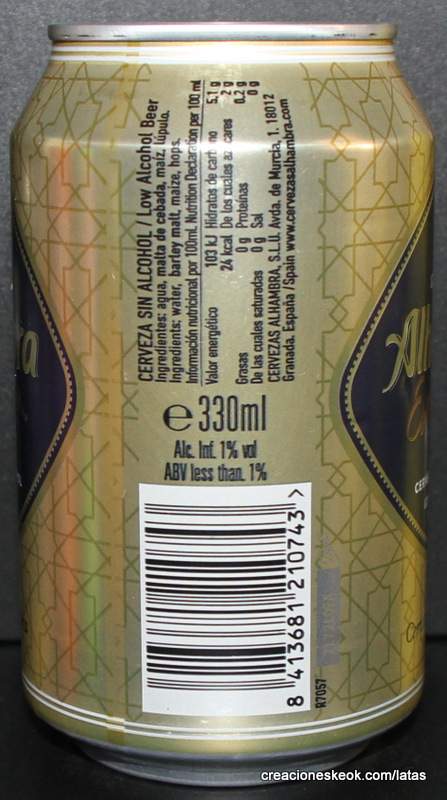 CERVEZA SIN ALCOHOL / Low Alcohol Beer
Ingredientes: agua, malta de cebada, maíz, lúpulo.
Ingredients: water, barley malt, maize, hops.
Información nutricional por 100mL Nutrition Declaration per 100 mL
Valor energético 103 kJ Hidratos de carbono 5,1 g
24 kcal De los cuales azúcares 2 g
Grasas 0 g Proteínas 0,2 g
De las cuales saturadas 0 g Sal 0 g
CERVEZAS ALHAMBRA, S.L.U. Avda. de Murcia, 1. 18012
Granada. España / Spain www.cervezasalhambra.com
e 330ml
Alc. Inf. 1% vol
ABV less than. 1%
8 413681 210743 >
R7057
creacioneskeok.com/latas